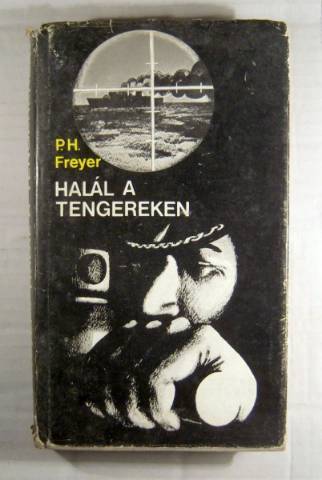 P.H.
Freyer
HALÁL A
TENGEREKEN